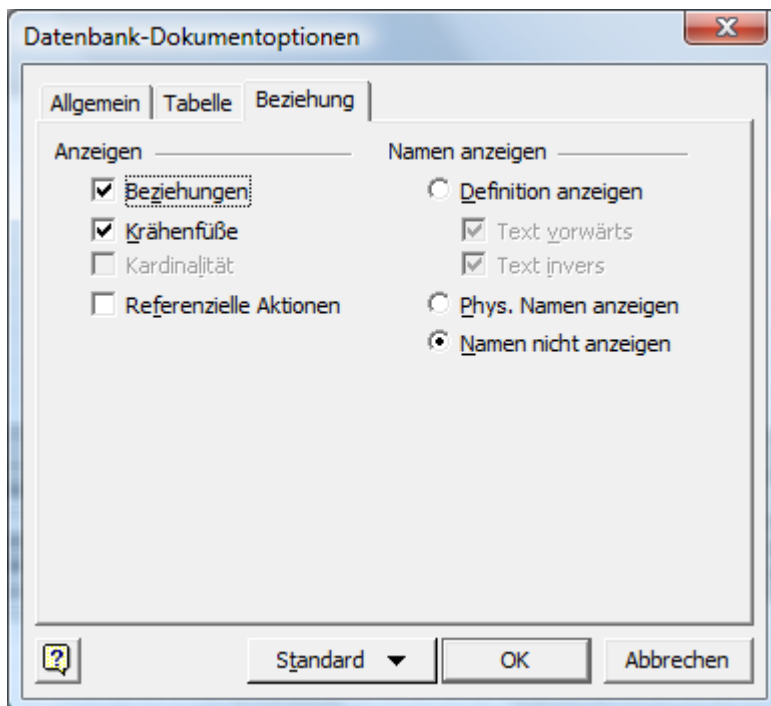 Datenbank-Dokumentoptionen
Allgemein
Tabelle
Beziehung
Anzeigen
Beziehungen
Krähenfüße
Kardinalität
Referenzielle Aktionen
Namen anzeigen
Definition anzeigen
Text vorwärts
Text invers
Phys. Namen anzeigen
Namen nicht anzeigen
Standard
OK
Abbrechen